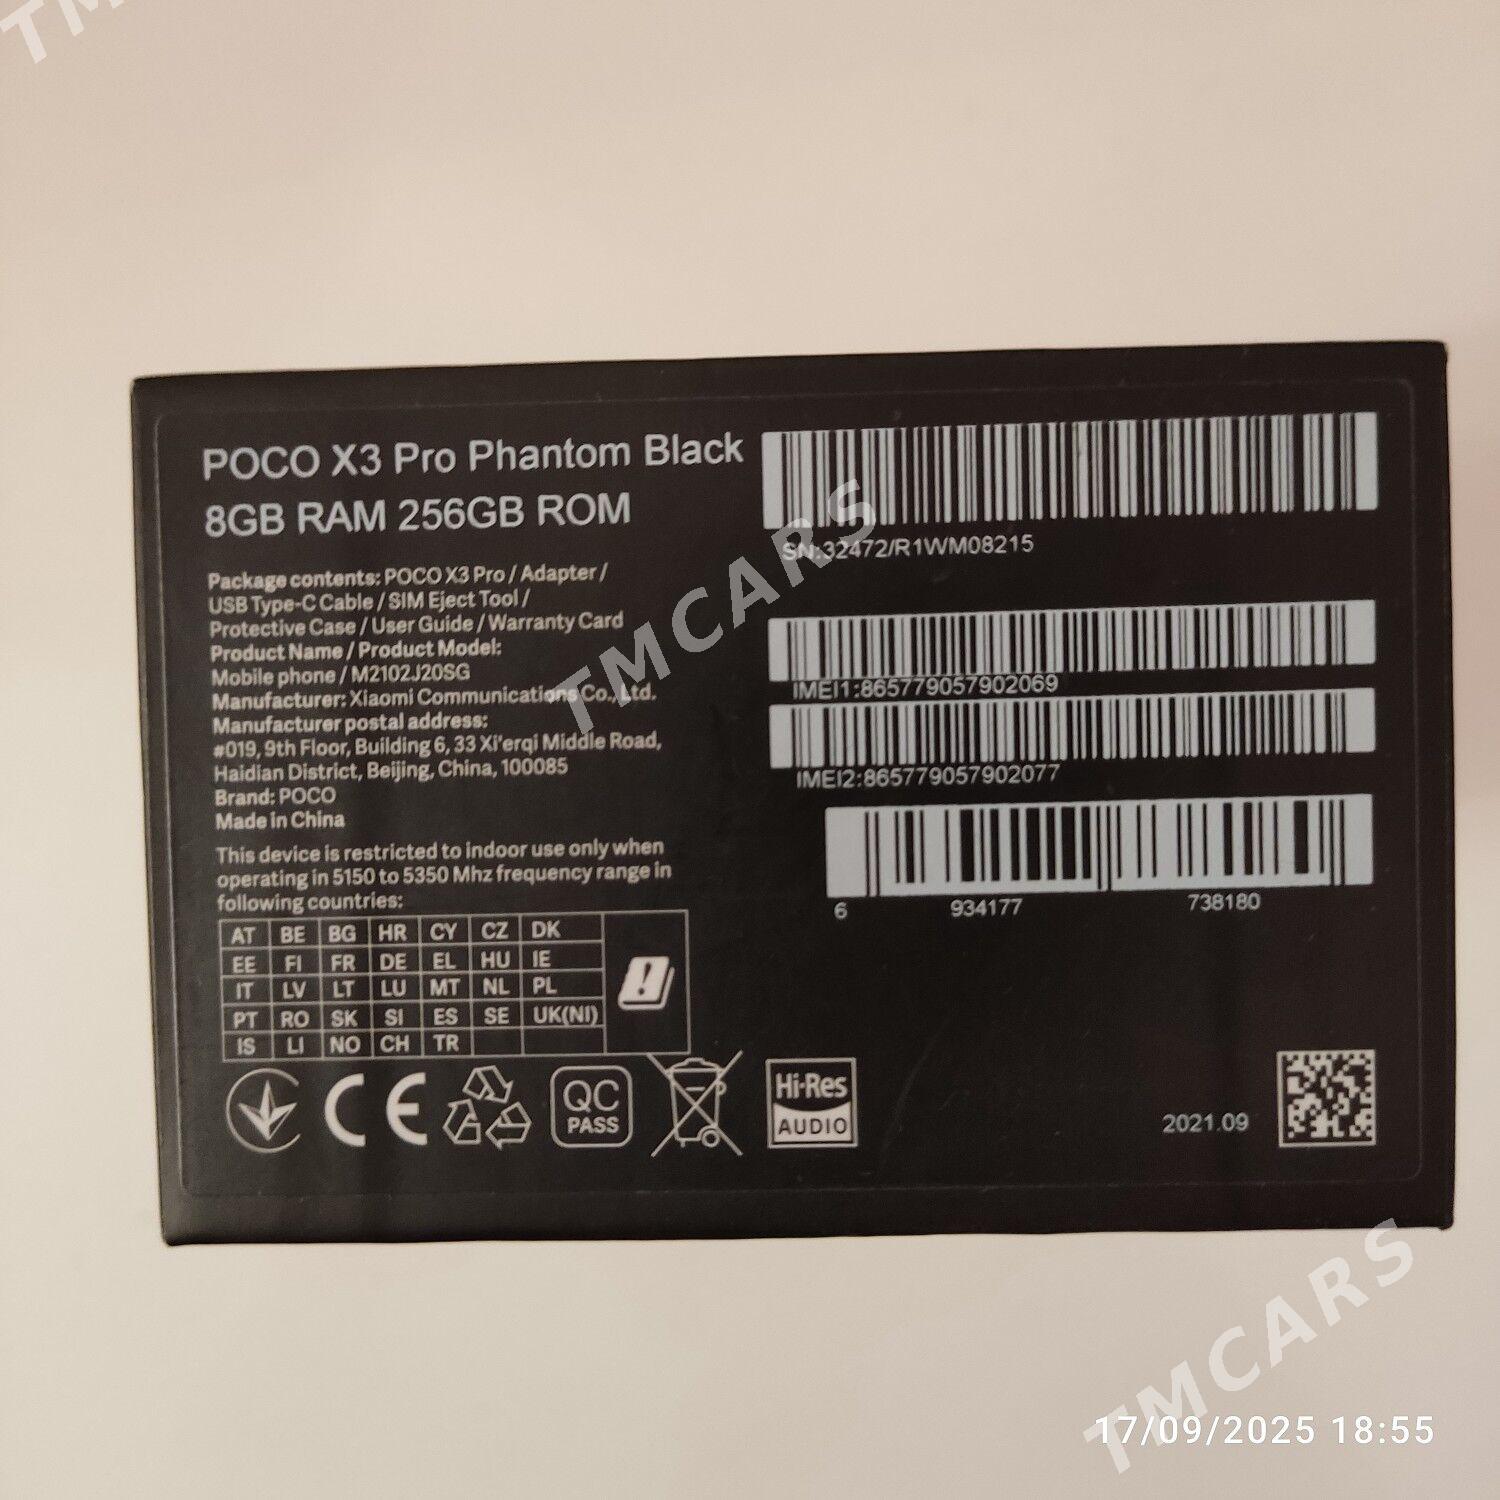 TM
POCO X3 Pro Phantom Black
8GB RAM 256GB ROM
Package contents: POCO X3 Pro / Adapter /
USB Type-C Cable / SIM Eject Tool /
Protective Case / User Guide / Warranty Card
Product Name / Product Model:
Mobile phone / M2102J20SG
Manufacturer: Xiaomi Communications Co., Ltd.
Manufacturer postal address:
#019, 9th Floor, Building 6, 33 Xi'erqi Middle Road,
Haidian District, Beijing, China, 100085
Brand: POCO
Made in China
This device is restricted to indoor use only when
operating in 5150 to 5350 Mhz frequency range in
following countries:
AT BE BG HR CY CZ DK
EE FI FR DE EL HU IE
IT LV LT LU MT NL PL
PT RO SK SI ES SE UK(NI)
IS LI NO CH TR
CE
QC
PASS
Hi-Res
AUDIO
SN:32472/R1WM08215
IMEI1:865779057902069
IMEI2:865779057902077
6 934177 738180
2021.09
TMCARS
TMCARS
17/09/2025 18:55